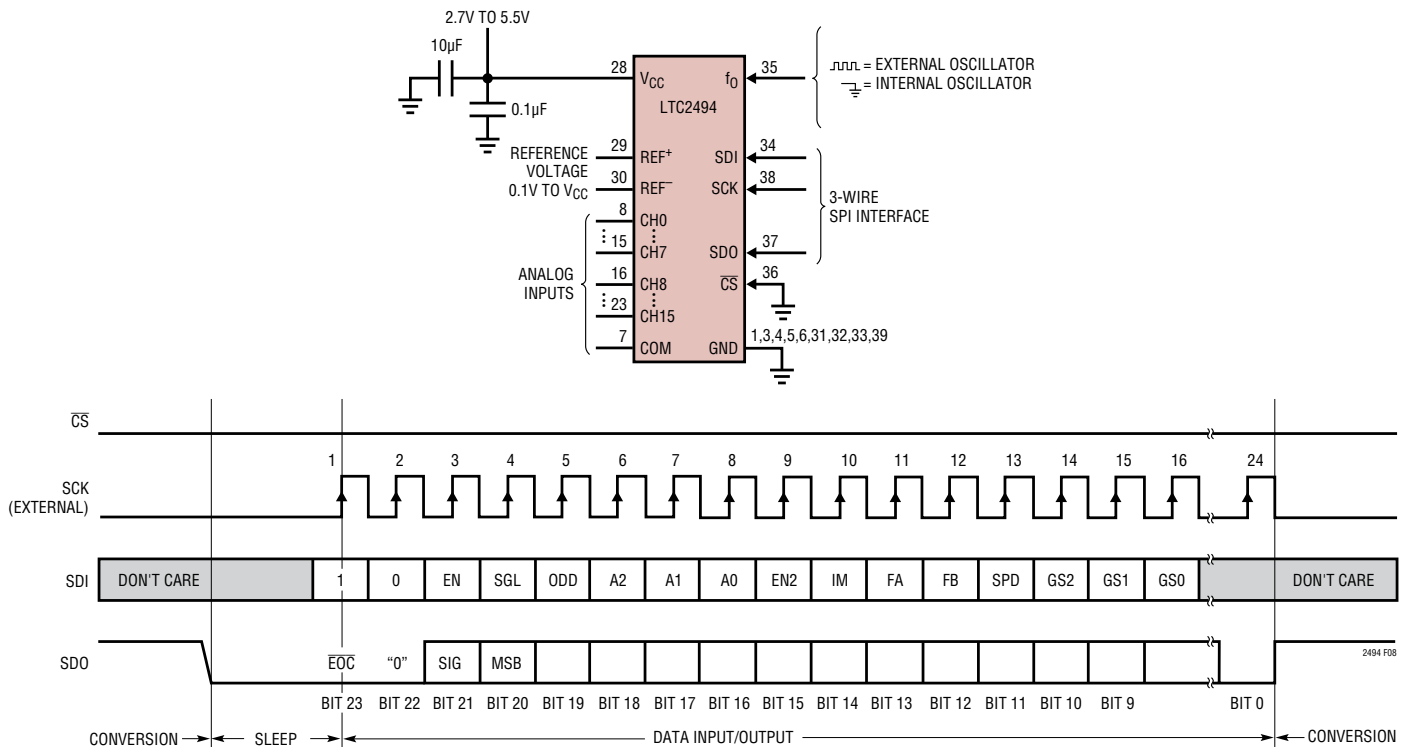 2.7V TO 5.5V
10µF
0.1µF
28
VCC
fO
35
LTC2494
= EXTERNAL OSCILLATOR
= INTERNAL OSCILLATOR
REFERENCE
VOLTAGE
0.1V TO VCC
29
REF+
30
REF–
SDI
34
SCK
38
3-WIRE
SPI INTERFACE
ANALOG
INPUTS
8
CH0
15
CH7
SDO
37
16
CH8
CS
36
23
CH15
7
COM
GND
1,3,4,5,6,31,32,33,39
CS
SCK
(EXTERNAL)
1 2 3 4 5 6 7 8 9 10 11 12 13 14 15 16 24
SDI DON'T CARE 1 0 EN SGL ODD A2 A1 A0 EN2 IM FA FB SPD GS2 GS1 GS0 DON'T CARE
SDO EOC “0” SIG MSB
2494 F08
BIT 23 BIT 22 BIT 21 BIT 20 BIT 19 BIT 18 BIT 17 BIT 16 BIT 15 BIT 14 BIT 13 BIT 12 BIT 11 BIT 10 BIT 9 BIT 0
CONVERSION SLEEP DATA INPUT/OUTPUT CONVERSION